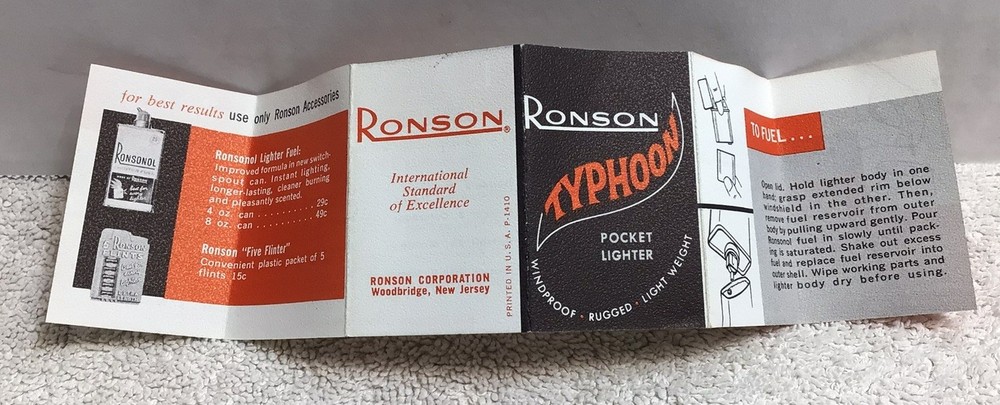 for best results use only Ronson Accessories
RONSONOL
Ronsonol Lighter Fuel:
Improved formula in new switch-
spout can. Instant lighting,
longer-lasting, cleaner burning
and pleasantly scented.
4 oz. can . . . . . . . . . . 29c
8 oz. can . . . . . . . . . . 49c
5 RONSON
FLINTS
Ronson "Five Flinter"
Convenient plastic packet of 5
flints 15c
RONSON®
International
Standard
of Excellence
RONSON CORPORATION
Woodbridge, New Jersey
PRINTED IN U. S. A. P-1410
RONSON
TYPHOON
POCKET
LIGHTER
WINDPROOF • RUGGED • LIGHT WEIGHT
TO FUEL . . .
Open lid. Hold lighter body in one
hand; grasp extended rim below
windshield in the other. Then,
remove fuel reservoir from outer
body by pulling upward gently. Pour
Ronsonol fuel in slowly until pack-
ing is saturated. Shake out excess
fuel and replace fuel reservoir into
outer shell. Wipe working parts and
lighter body dry before using.